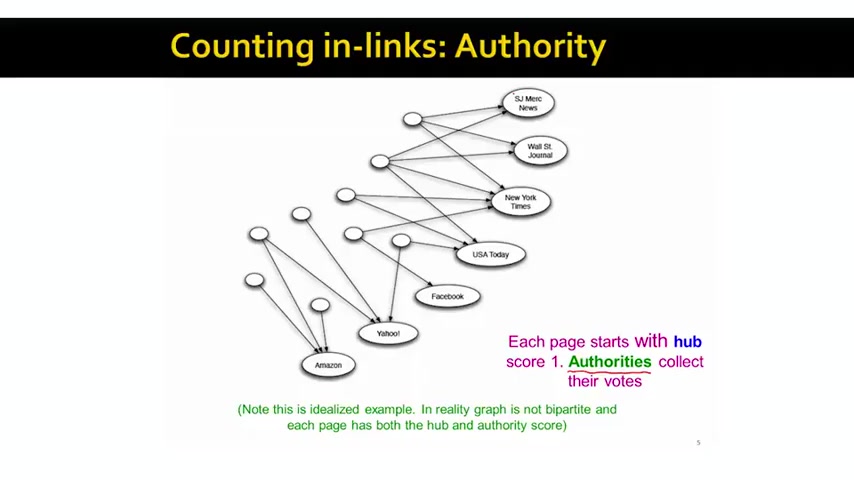 Counting in-links: Authority
SJ Merc
News
Wall St.
Journal
New York
Times
USA Today
Facebook
Yahoo!
Amazon
Each page starts with hub
score 1. Authorities collect
their votes
(Note this is idealized example. In reality graph is not bipartite and
each page has both the hub and authority score)
5